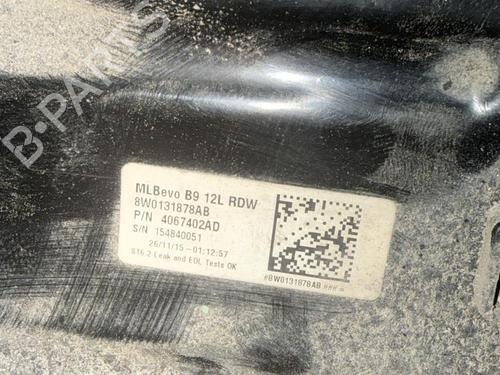 B-PARTS
MLBevo B9 12L RDW
8W0131878AB
P/N 4067402AD
S/N 154840051
26/11/15-01:12:57
ST6.2 Leak and EOL Tests OK
#8W0131878AB ### =